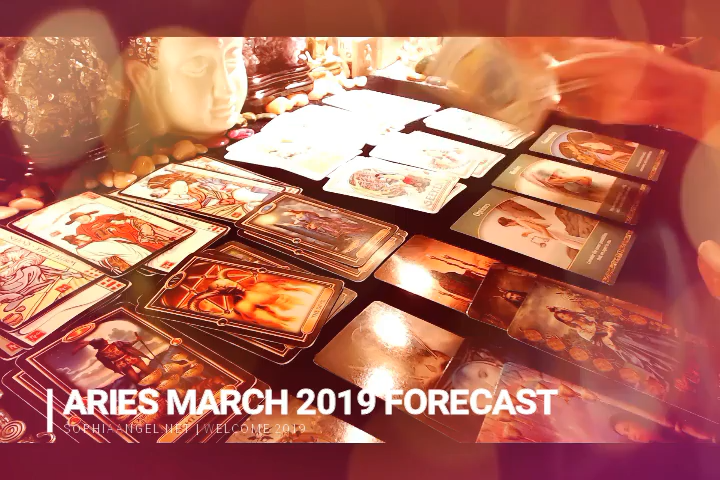 ARIES MARCH 2019 FORECAST
SOPHIAANGEL.NET | WELCOME 2019